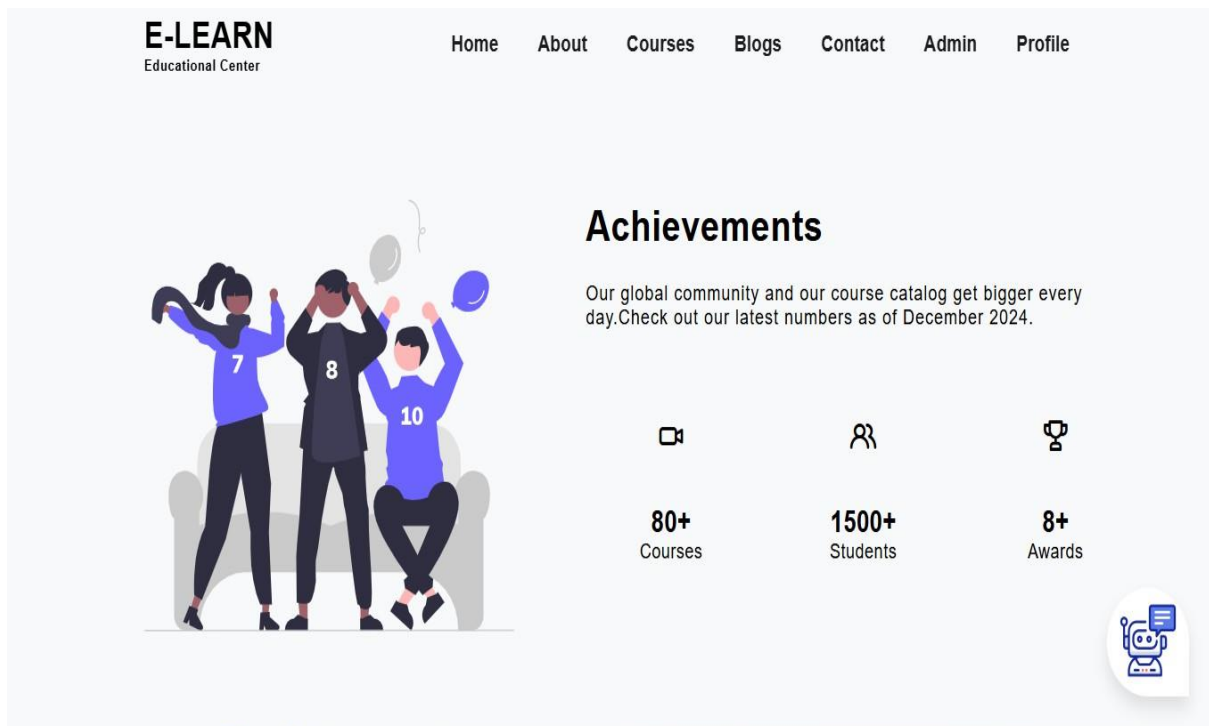 E-LEARN
Educational Center
Home About Courses Blogs Contact Admin Profile
Achievements
Our global community and our course catalog get bigger every
day.Check out our latest numbers as of December 2024.
7
8
10
80+ 1500+ 8+
Courses Students Awards